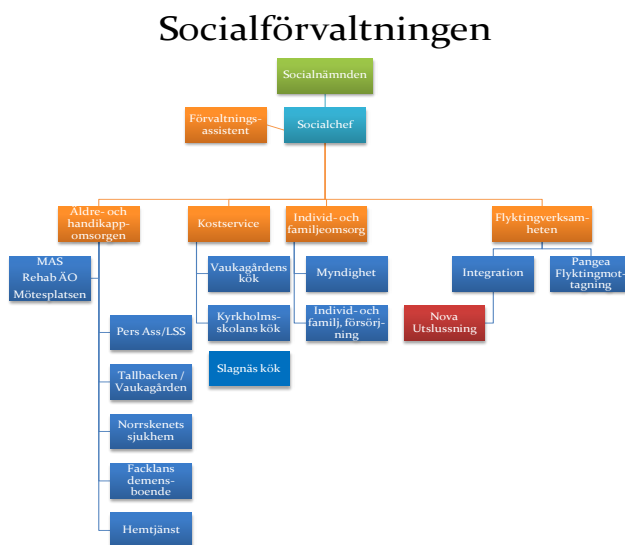 Socialförvaltningen
Socialnämnden
Förvaltnings-
assistent
Socialchef
Äldre- och
handikapp-
omsorgen
Kostservice
Individ- och
familjeomsorg
Flyktingverksam-
heten
MAS
Rehab ÄO
Mötesplatsen
Vaukagårdens
kök
Myndighet
Integration
Pangea
Flyktingmot-
tagning
Pers Ass/LSS
Kyrkholms-
skolans kök
Individ- och
familj, försörj-
ning
Nova
Utslussning
Slagnäs kök
Tallbacken /
Vaukagården
Norrskenets
sjukhem
Facklans
demens-
boende
Hemtjänst